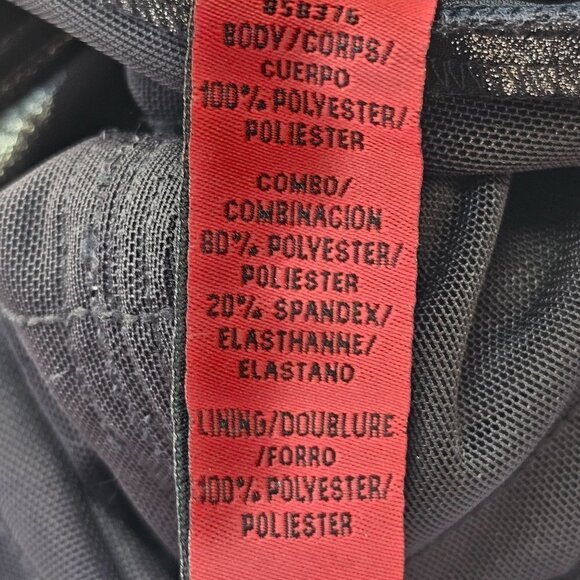 858376
BODY/CORPS/
CUERPO
100% POLYESTER/
POLIESTER
COMBO/
COMBINACION
80% POLYESTER/
POLIESTER
20% SPANDEX/
ELASTHANNE/
ELASTANO
LINING/DOUBLURE
/FORRO
100% POLYESTER/
POLIESTER